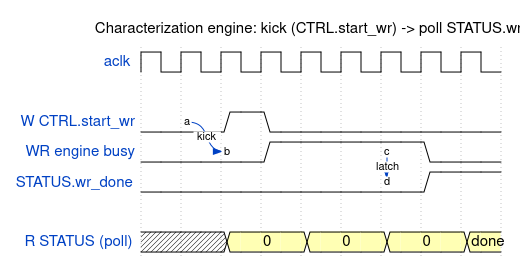 Characterization engine: kick (CTRL.start_wr) -> poll STATUS.wr
aclk
W CTRL.start_wr
a
kick
WR engine busy
b
c
latch
STATUS.wr_done
d
R STATUS (poll)
0
0
0
done